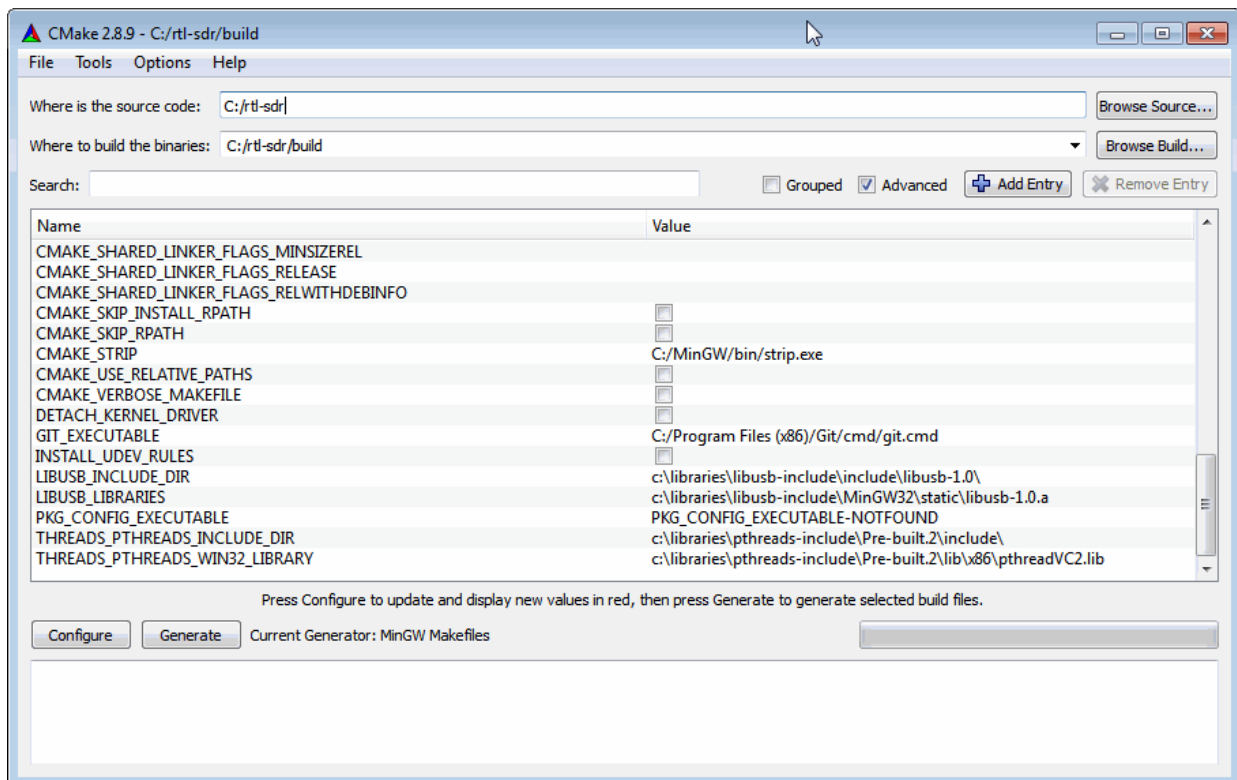 CMake 2.8.9 - C:/rtl-sdr/build
File Tools Options Help
Where is the source code: C:/rtl-sdr Browse Source...
Where to build the binaries: C:/rtl-sdr/build Browse Build...
Search: Grouped Advanced Add Entry Remove Entry
Name Value
CMAKE_SHARED_LINKER_FLAGS_MINSIZEREL
CMAKE_SHARED_LINKER_FLAGS_RELEASE
CMAKE_SHARED_LINKER_FLAGS_RELWITHDEBINFO
CMAKE_SKIP_INSTALL_RPATH
CMAKE_SKIP_RPATH
CMAKE_STRIP C:/MinGW/bin/strip.exe
CMAKE_USE_RELATIVE_PATHS
CMAKE_VERBOSE_MAKEFILE
DETACH_KERNEL_DRIVER
GIT_EXECUTABLE C:/Program Files (x86)/Git/cmd/git.cmd
INSTALL_UDEV_RULES
LIBUSB_INCLUDE_DIR c:\libraries\libusb-include\include\libusb-1.0\
LIBUSB_LIBRARIES c:\libraries\libusb-include\MinGW32\static\libusb-1.0.a
PKG_CONFIG_EXECUTABLE PKG_CONFIG_EXECUTABLE-NOTFOUND
THREADS_PTHREADS_INCLUDE_DIR c:\libraries\pthreads-include\Pre-built.2\include\
THREADS_PTHREADS_WIN32_LIBRARY c:\libraries\pthreads-include\Pre-built.2\lib\x86\pthreadVC2.lib
Press Configure to update and display new values in red, then press Generate to generate selected build files.
Configure Generate Current Generator: MinGW Makefiles